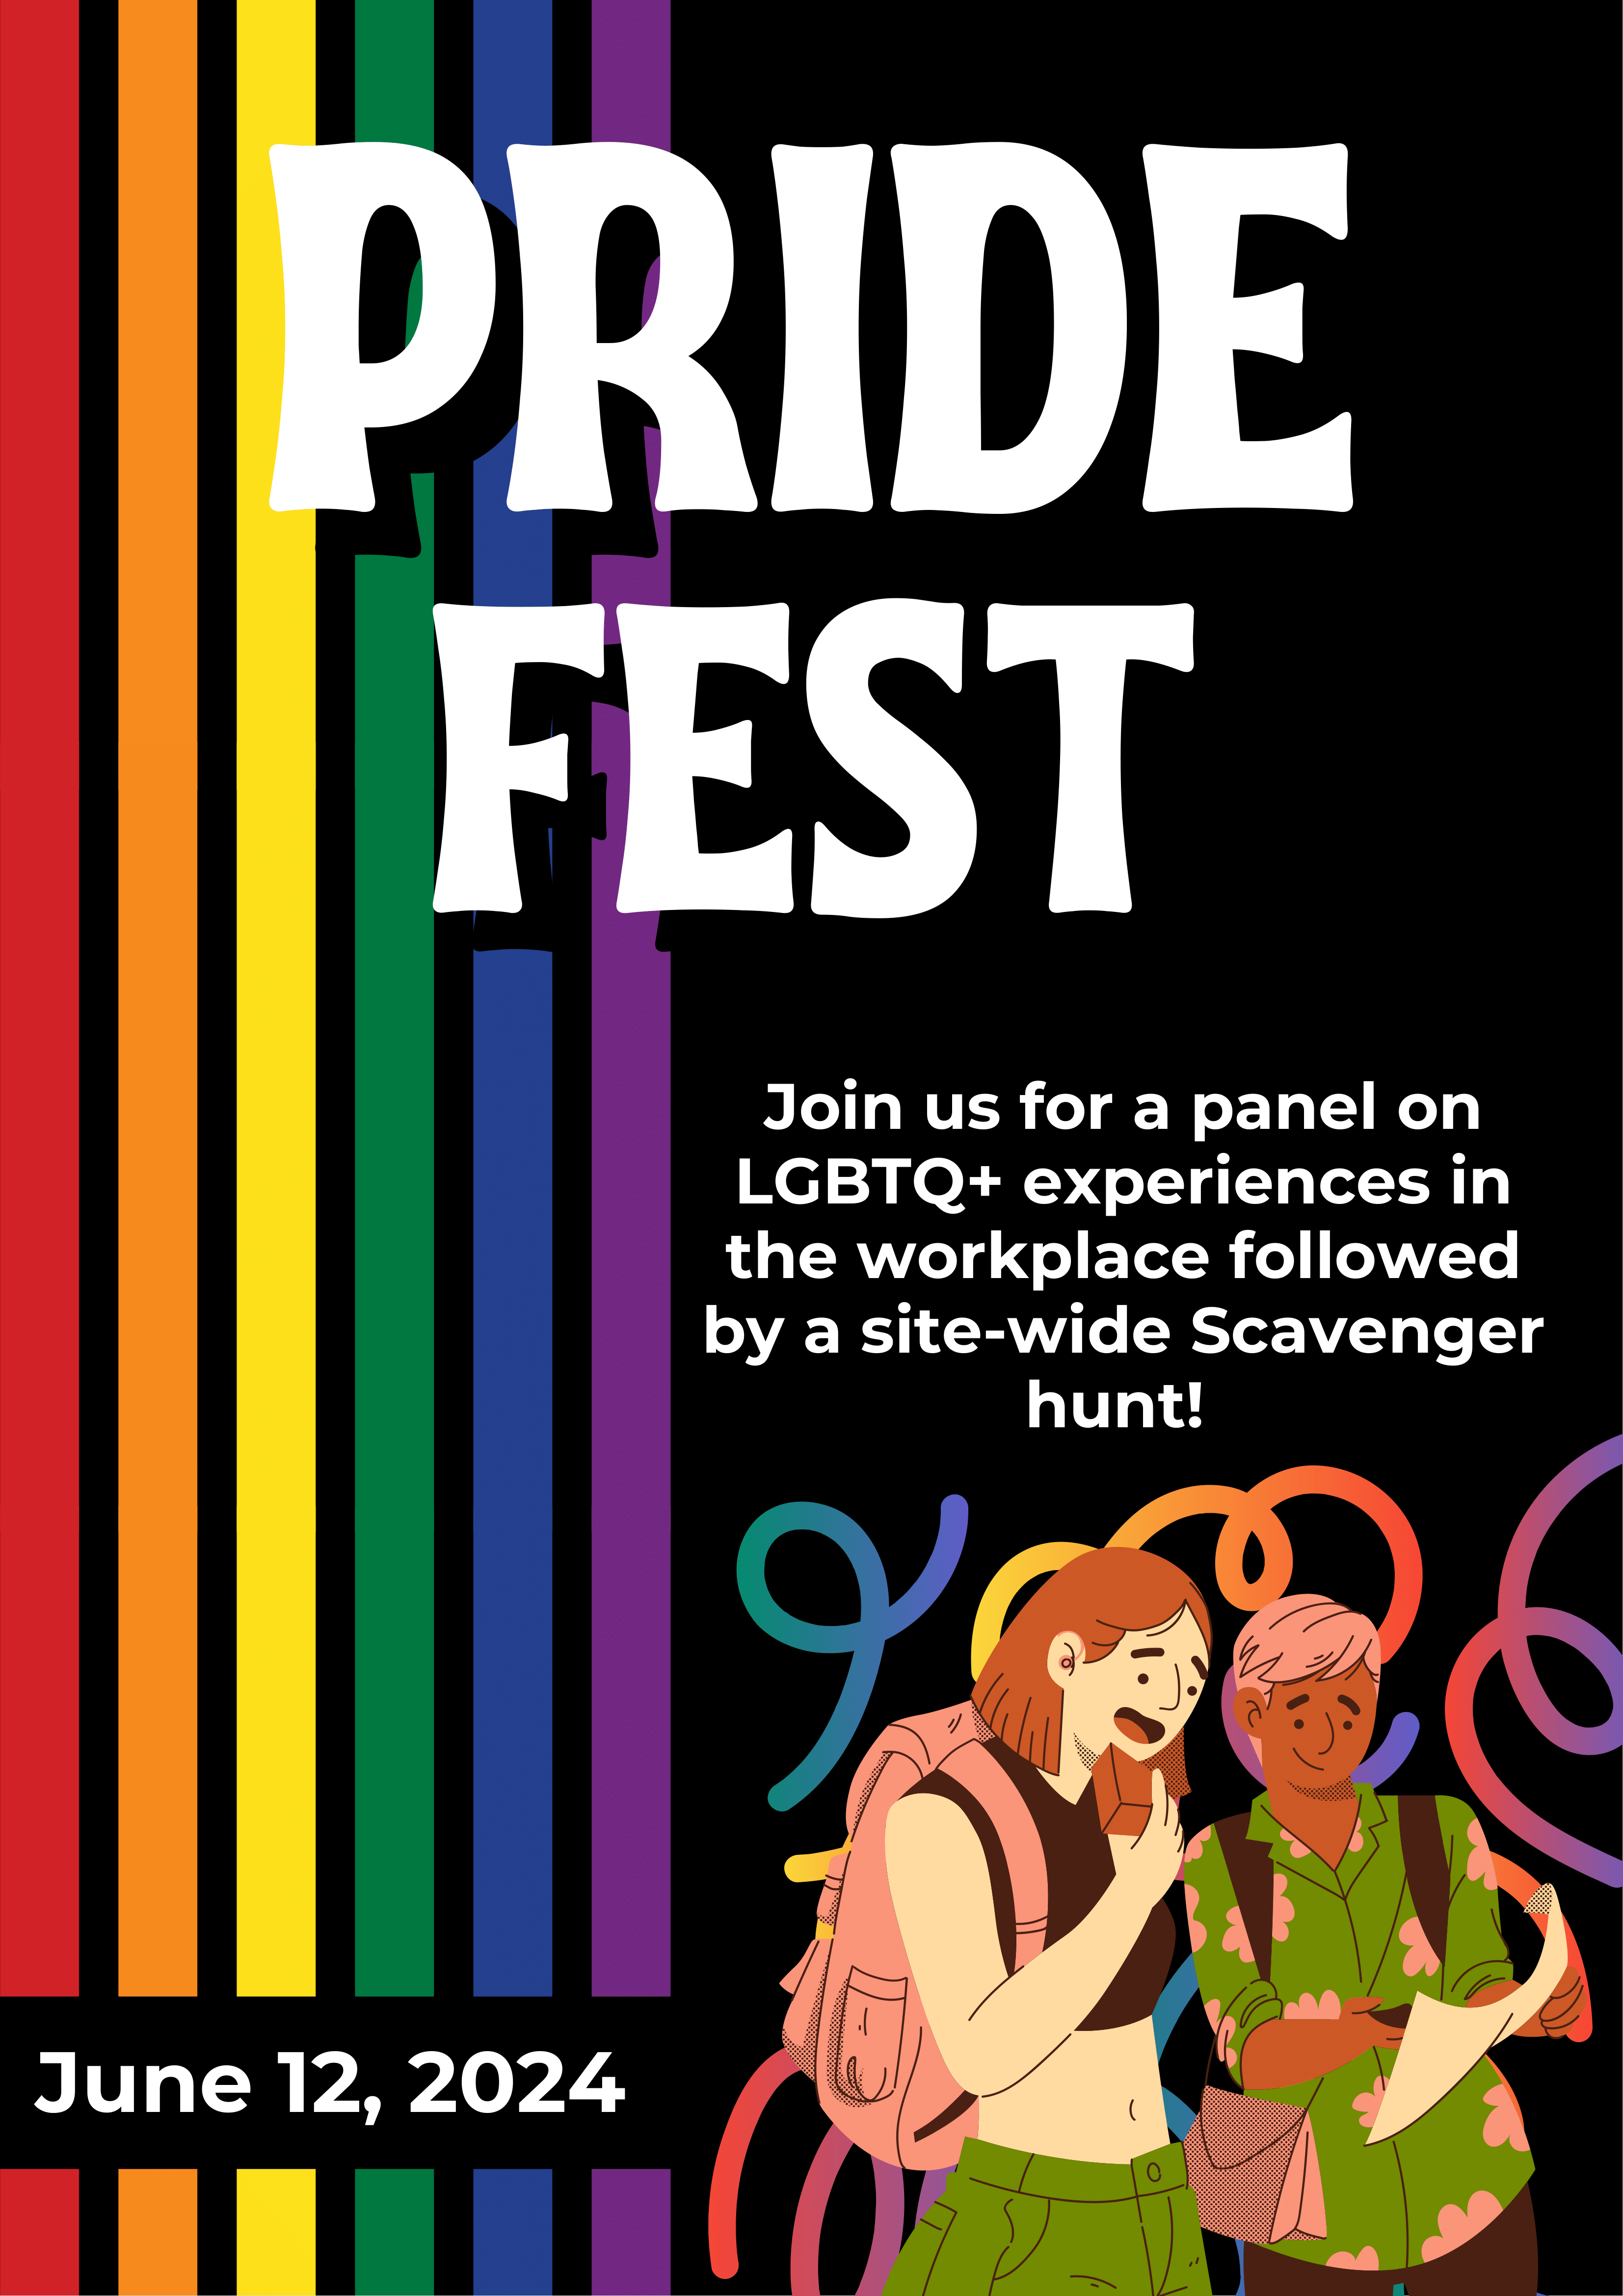 PRIDE
FEST
Join us for a panel on
LGBTQ+ experiences in
the workplace followed
by a site-wide Scavenger
hunt!
June 12, 2024